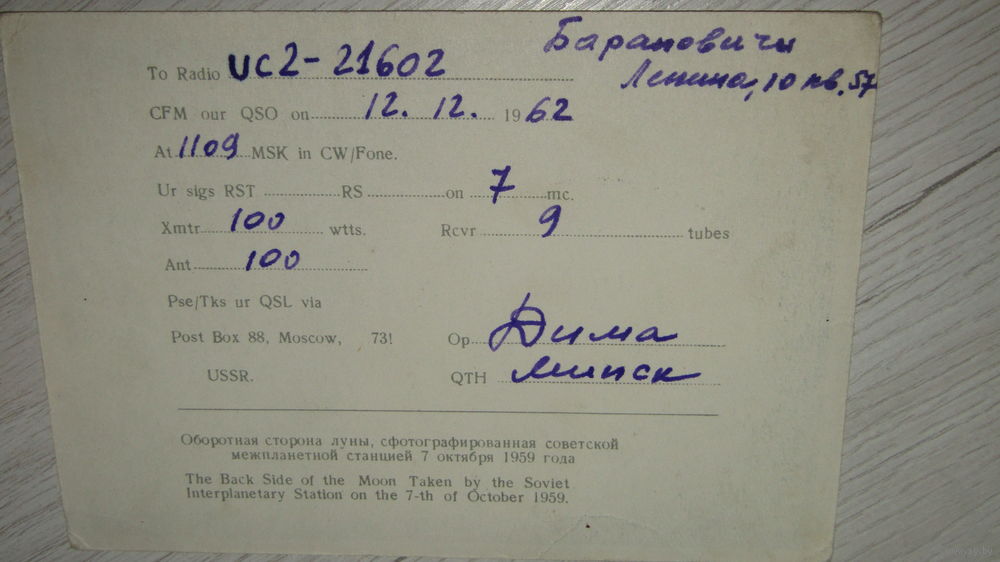 Барановичи
Ленина, 10 кв. 57
To Radio UC2-21602
CFM our QSO on 12. 12. 1962
At 1109 MSK in CW/Fone.
Ur sigs RST RS on 7 mc.
Xmtr 100 wtts. Rcvr 9 tubes
Ant 100
Pse/Tks ur QSL via
Post Box 88, Moscow, 73! Op. Дима
USSR. QTH Минск
Оборотная сторона луны, сфотографированная советской
межпланетной станцией 7 октября 1959 года
The Back Side of the Moon Taken by the Soviet
Interplanetary Station on the 7-th of October 1959.